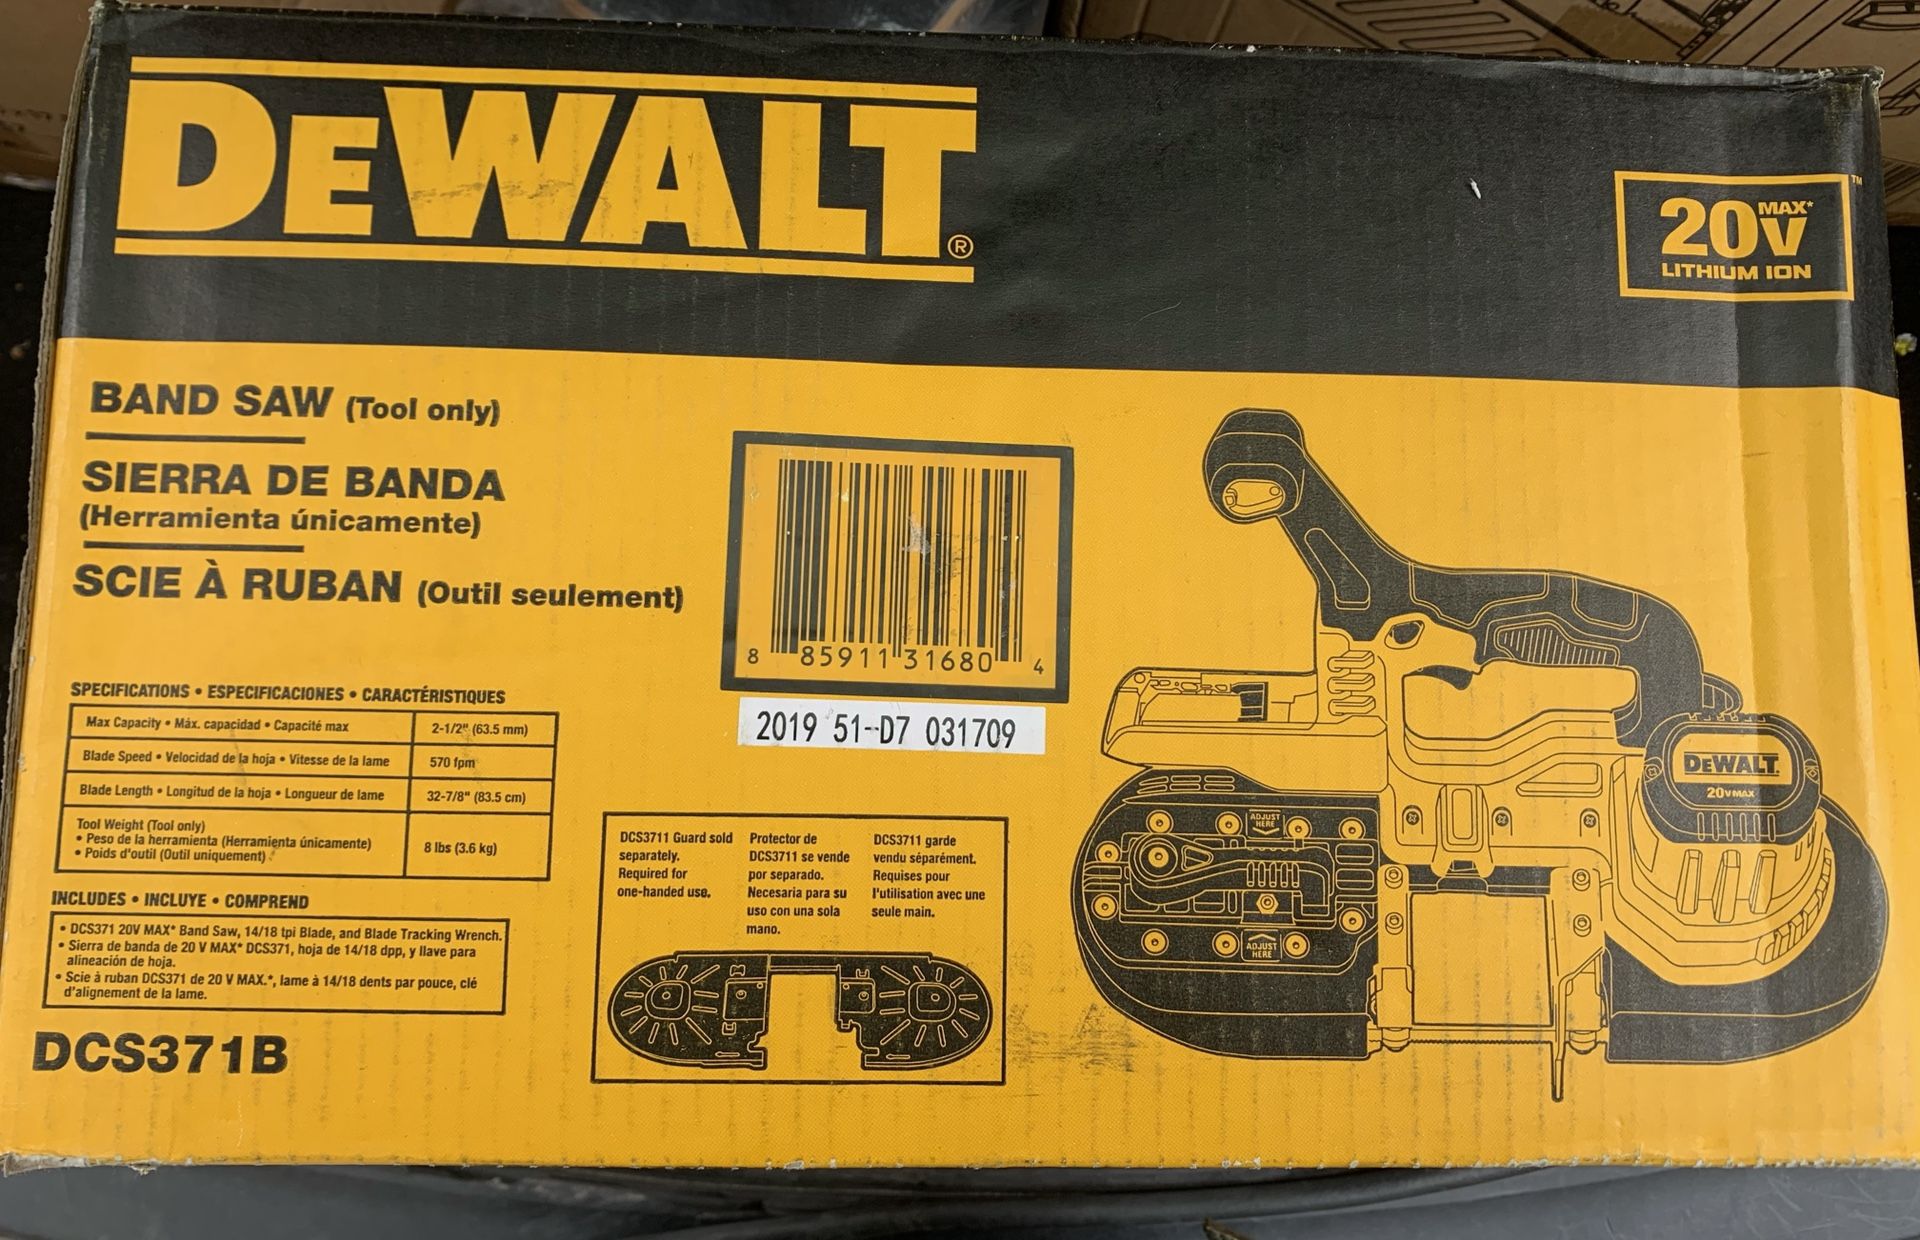 DEWALT®
20V MAX* ™
LITHIUM ION
BAND SAW (Tool only)
SIERRA DE BANDA
(Herramienta únicamente)
SCIE À RUBAN (Outil seulement)
8 85911 31680 4
2019 51-D7 031709
SPECIFICATIONS • ESPECIFICACIONES • CARACTÉRISTIQUES
Max Capacity • Máx. capacidad • Capacité max 2-1/2" (63.5 mm)
Blade Speed • Velocidad de la hoja • Vitesse de la lame 570 fpm
Blade Length • Longitud de la hoja • Longueur de lame 32-7/8" (83.5 cm)
Tool Weight (Tool only)
• Peso de la herramienta (Herramienta únicamente)
• Poids d'outil (Outil uniquement)
8 lbs (3.6 kg)
INCLUDES • INCLUYE • COMPREND
• DCS371 20V MAX* Band Saw, 14/18 tpi Blade, and Blade Tracking Wrench.
• Sierra de banda de 20 V MAX* DCS371, hoja de 14/18 dpp, y llave para
alineación de hoja.
• Scie à ruban DCS371 de 20 V MAX.*, lame à 14/18 dents par pouce, clé
d'alignement de la lame.
DCS371B
DCS3711 Guard sold
separately.
Required for
one-handed use.
Protector de
DCS3711 se vende
por separado.
Necesaria para su
uso con una sola
mano.
DCS3711 garde
vendu séparément.
Requises pour
l'utilisation avec une
seule main.
ADJUST
HERE
ADJUST
HERE
DEWALT.
20V MAX